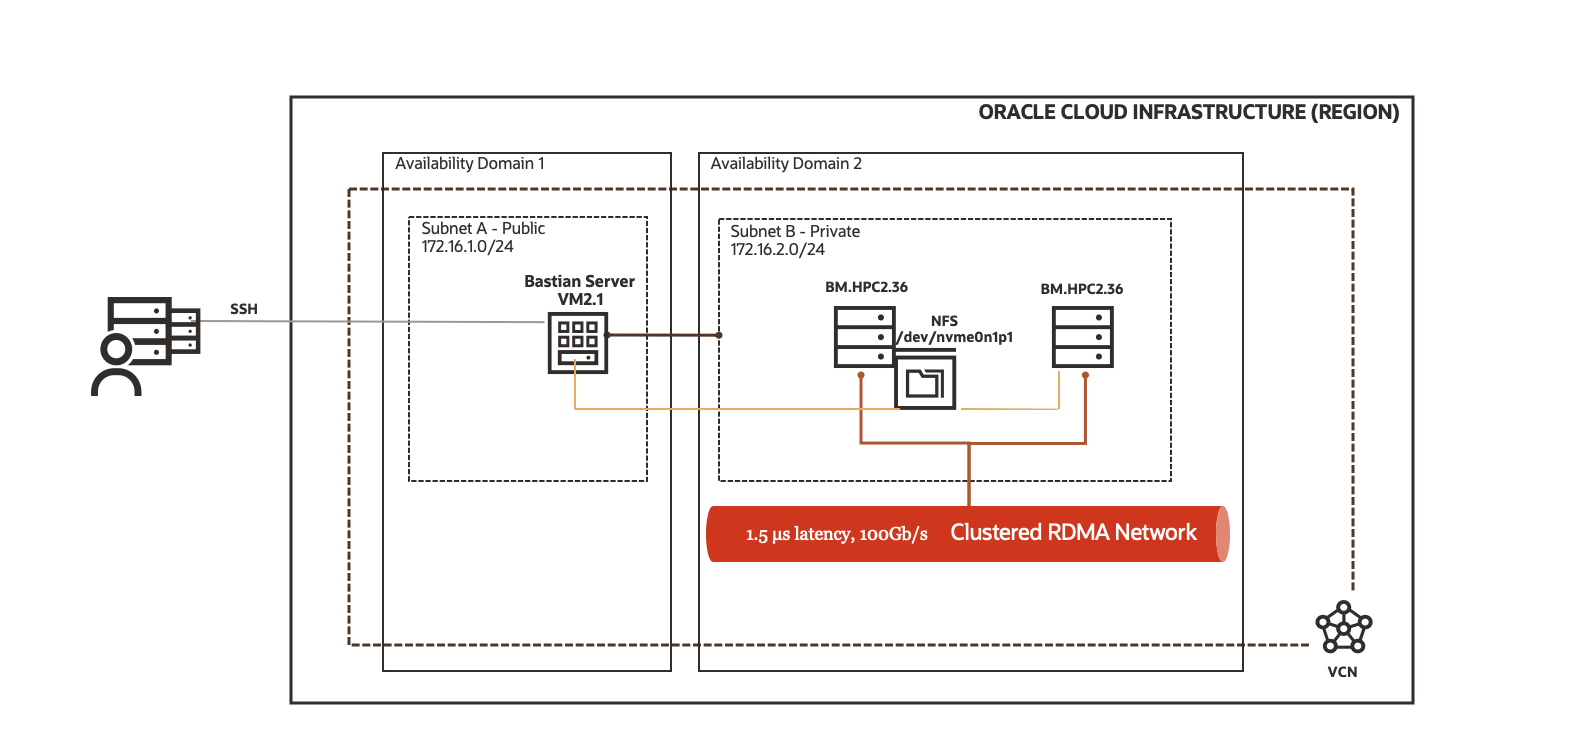 ORACLE CLOUD INFRASTRUCTURE (REGION)
Availability Domain 1
Availability Domain 2
Subnet A - Public
172.16.1.0/24
Subnet B - Private
172.16.2.0/24
Bastian Server
VM2.1
BM.HPC2.36
BM.HPC2.36
SSH
NFS
/dev/nvme0n1p1
1.5 µs latency, 100Gb/s
Clustered RDMA Network
VCN